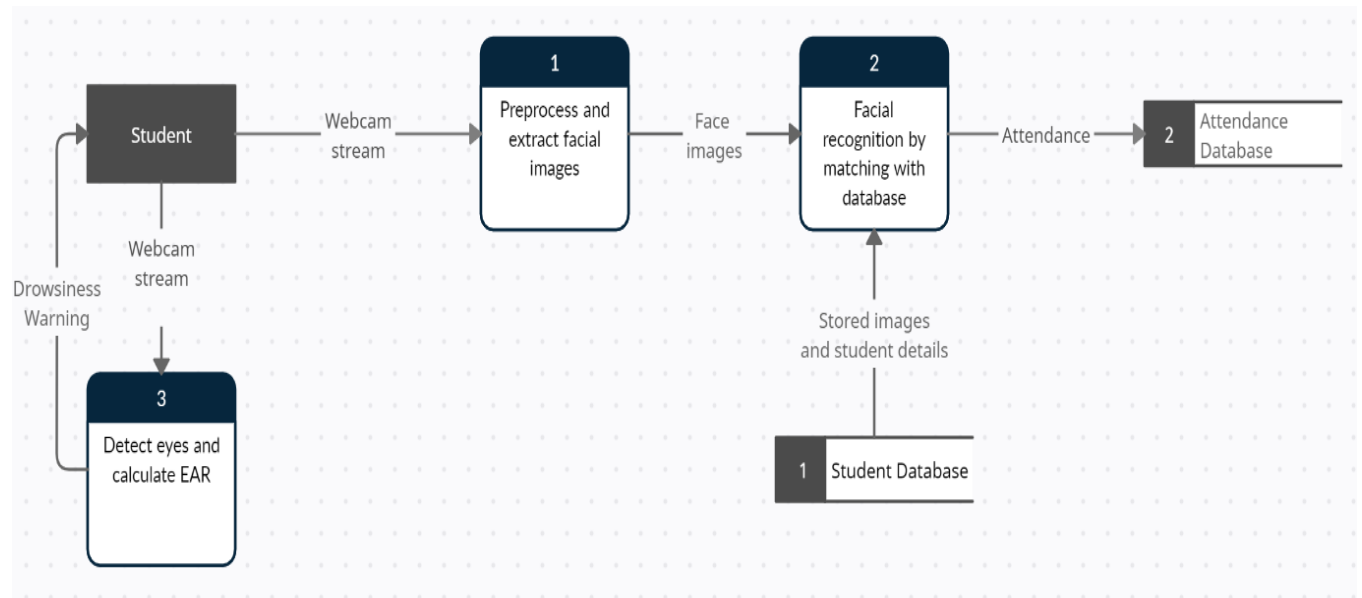 1
Preprocess and
extract facial
images
2
Facial
recognition by
matching with
database
Student
Webcam
stream
Face
images
Attendance
2
Attendance
Database
Webcam
stream
Drowsiness
Warning
Stored images
and student details
3
Detect eyes and
calculate EAR
1
Student Database